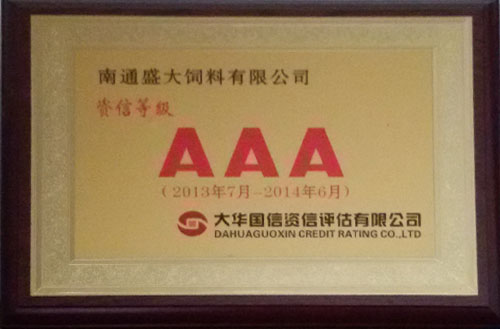 南通盛大饲料有限公司
资信等級
AAA
(2013年7月-2014年6月)
大华国信资信评估有限公司
DAHUAGUOXIN CREDIT RATING CO.,LTD